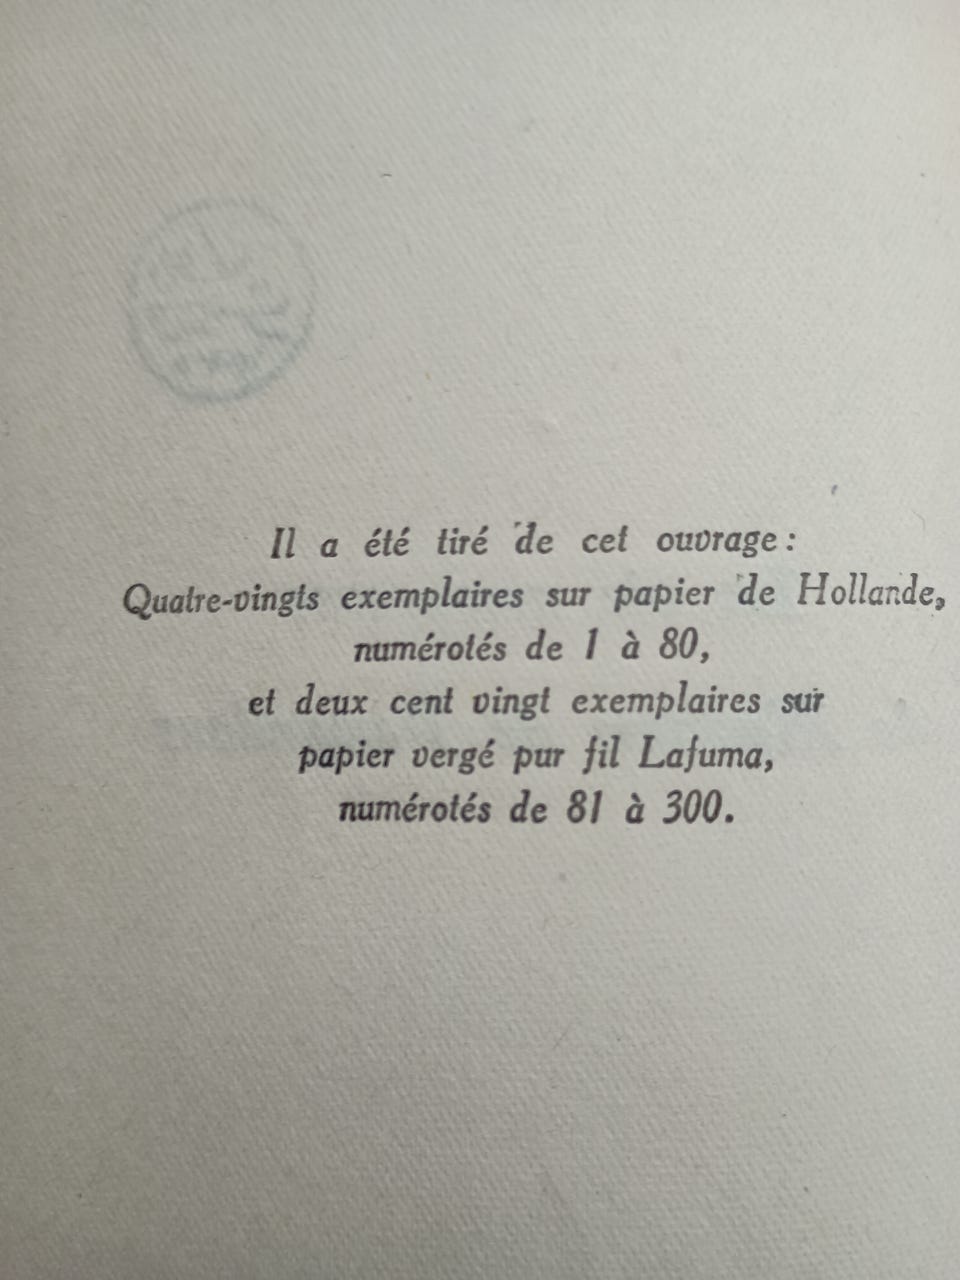 Il a été tiré de cet ouvrage :
Quatre-vingts exemplaires sur papier de Hollande,
numérotés de 1 à 80,
et deux cent vingt exemplaires sur
papier vergé pur fil Lafuma,
numérotés de 81 à 300.